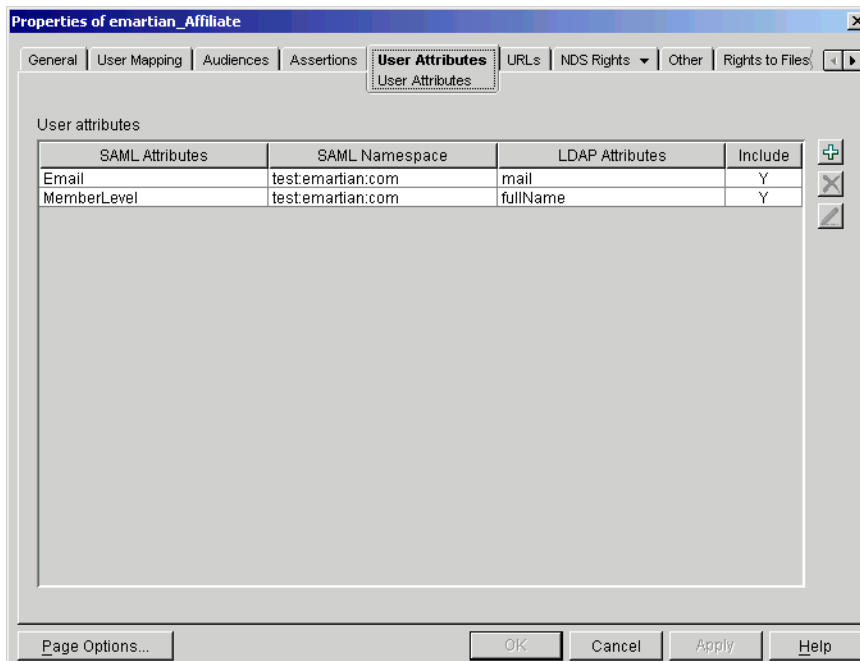 Properties of emartian_Affiliate
General User Mapping Audiences Assertions User Attributes URLs NDS Rights Other Rights to Files
User Attributes
User attributes
SAML Attributes SAML Namespace LDAP Attributes Include
Email test:emartian:com mail Y
MemberLevel test:emartian:com fullName Y
Page Options... OK Cancel Apply Help